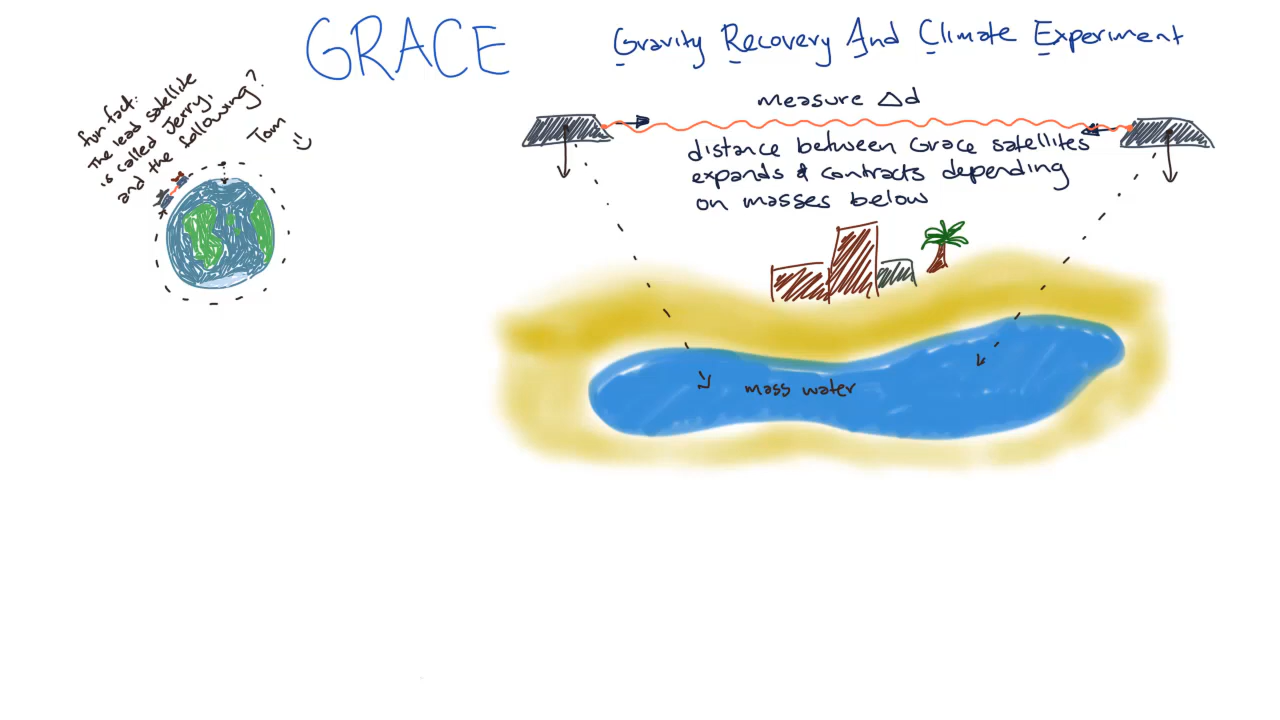 GRACE
Gravity Recovery And Climate Experiment
fun fact:
The lead satellite
is called Jerry,
and the following?
Tom
measure Δd
distance between Grace satellites
expands & contracts depending
on masses below
mass water